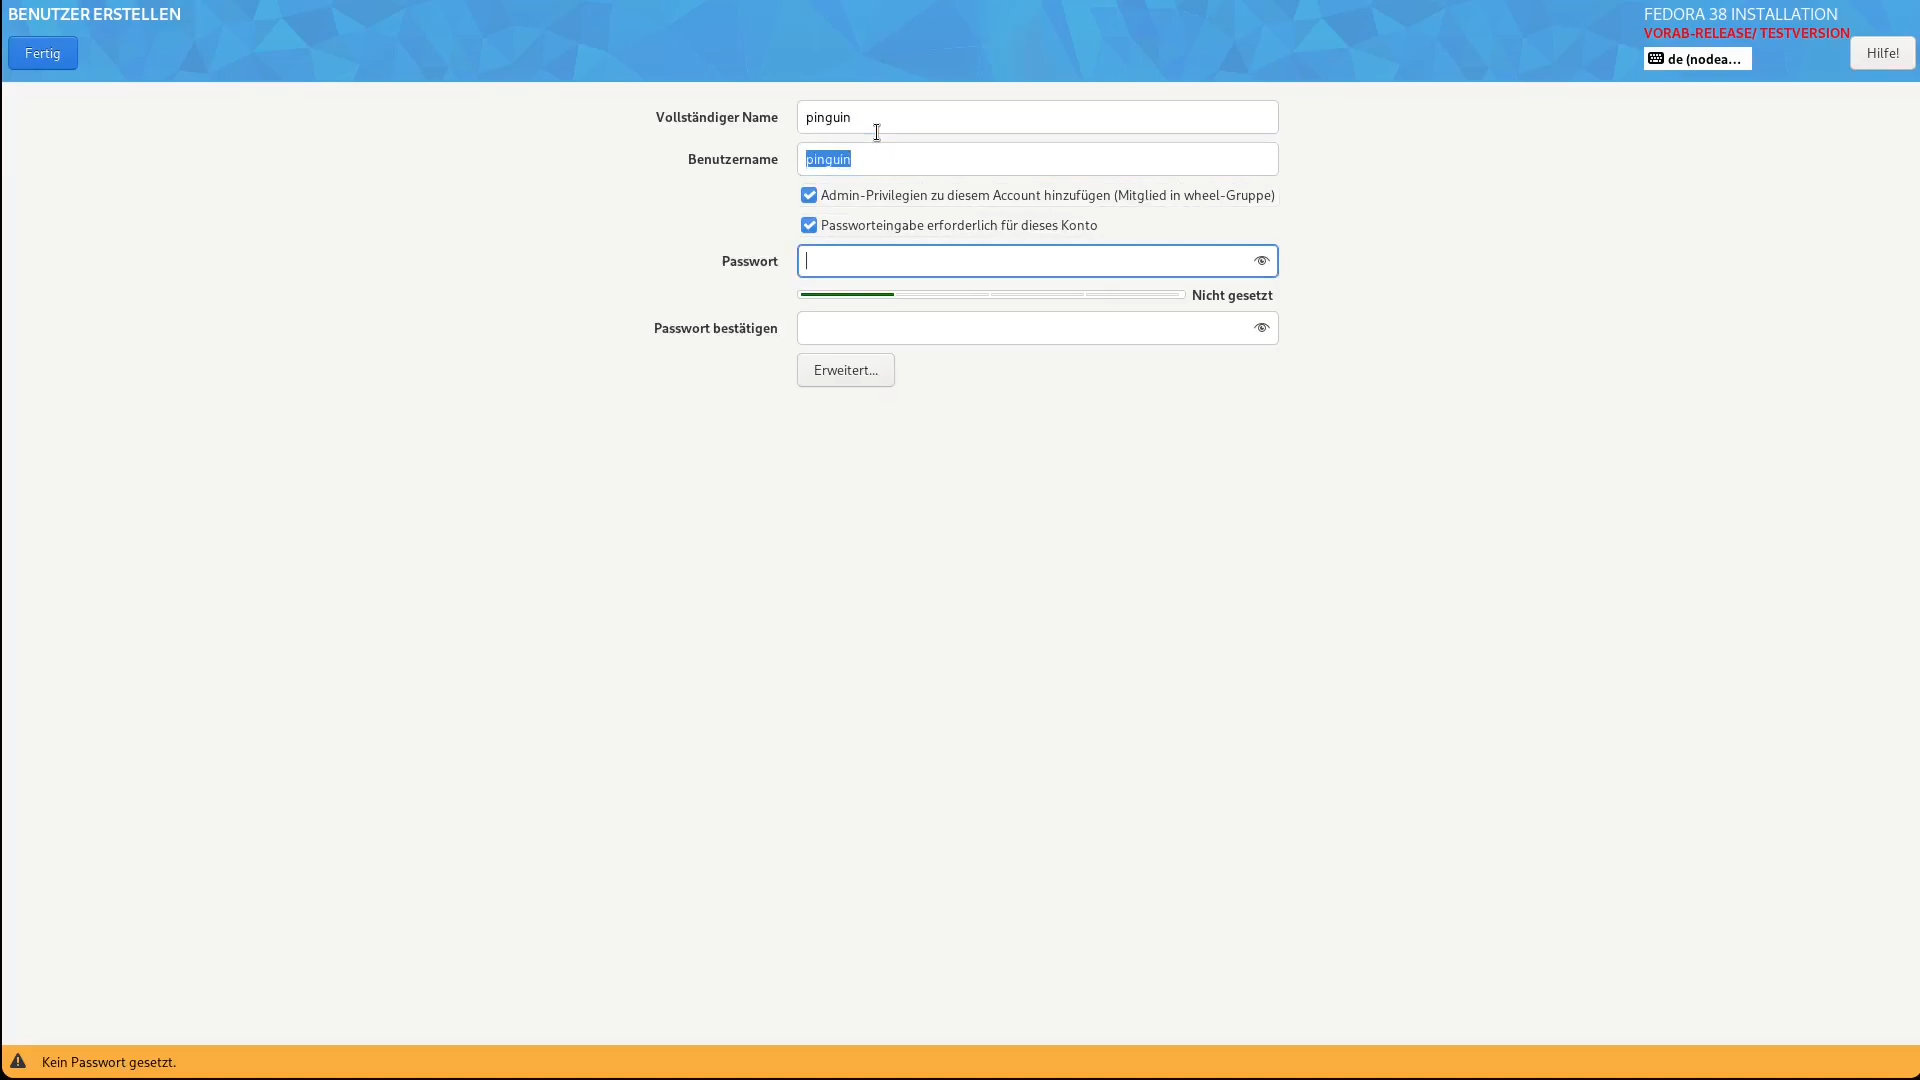 BENUTZER ERSTELLEN
FEDORA 38 INSTALLATION
VORAB-RELEASE/ TESTVERSION
Fertig
de (nodea...
Hilfe!
Vollständiger Name
pinguin
Benutzername
pinguin
Admin-Privilegien zu diesem Account hinzufügen (Mitglied in wheel-Gruppe)
Passworteingabe erforderlich für dieses Konto
Passwort
Nicht gesetzt
Passwort bestätigen
Erweitert...
Kein Passwort gesetzt.